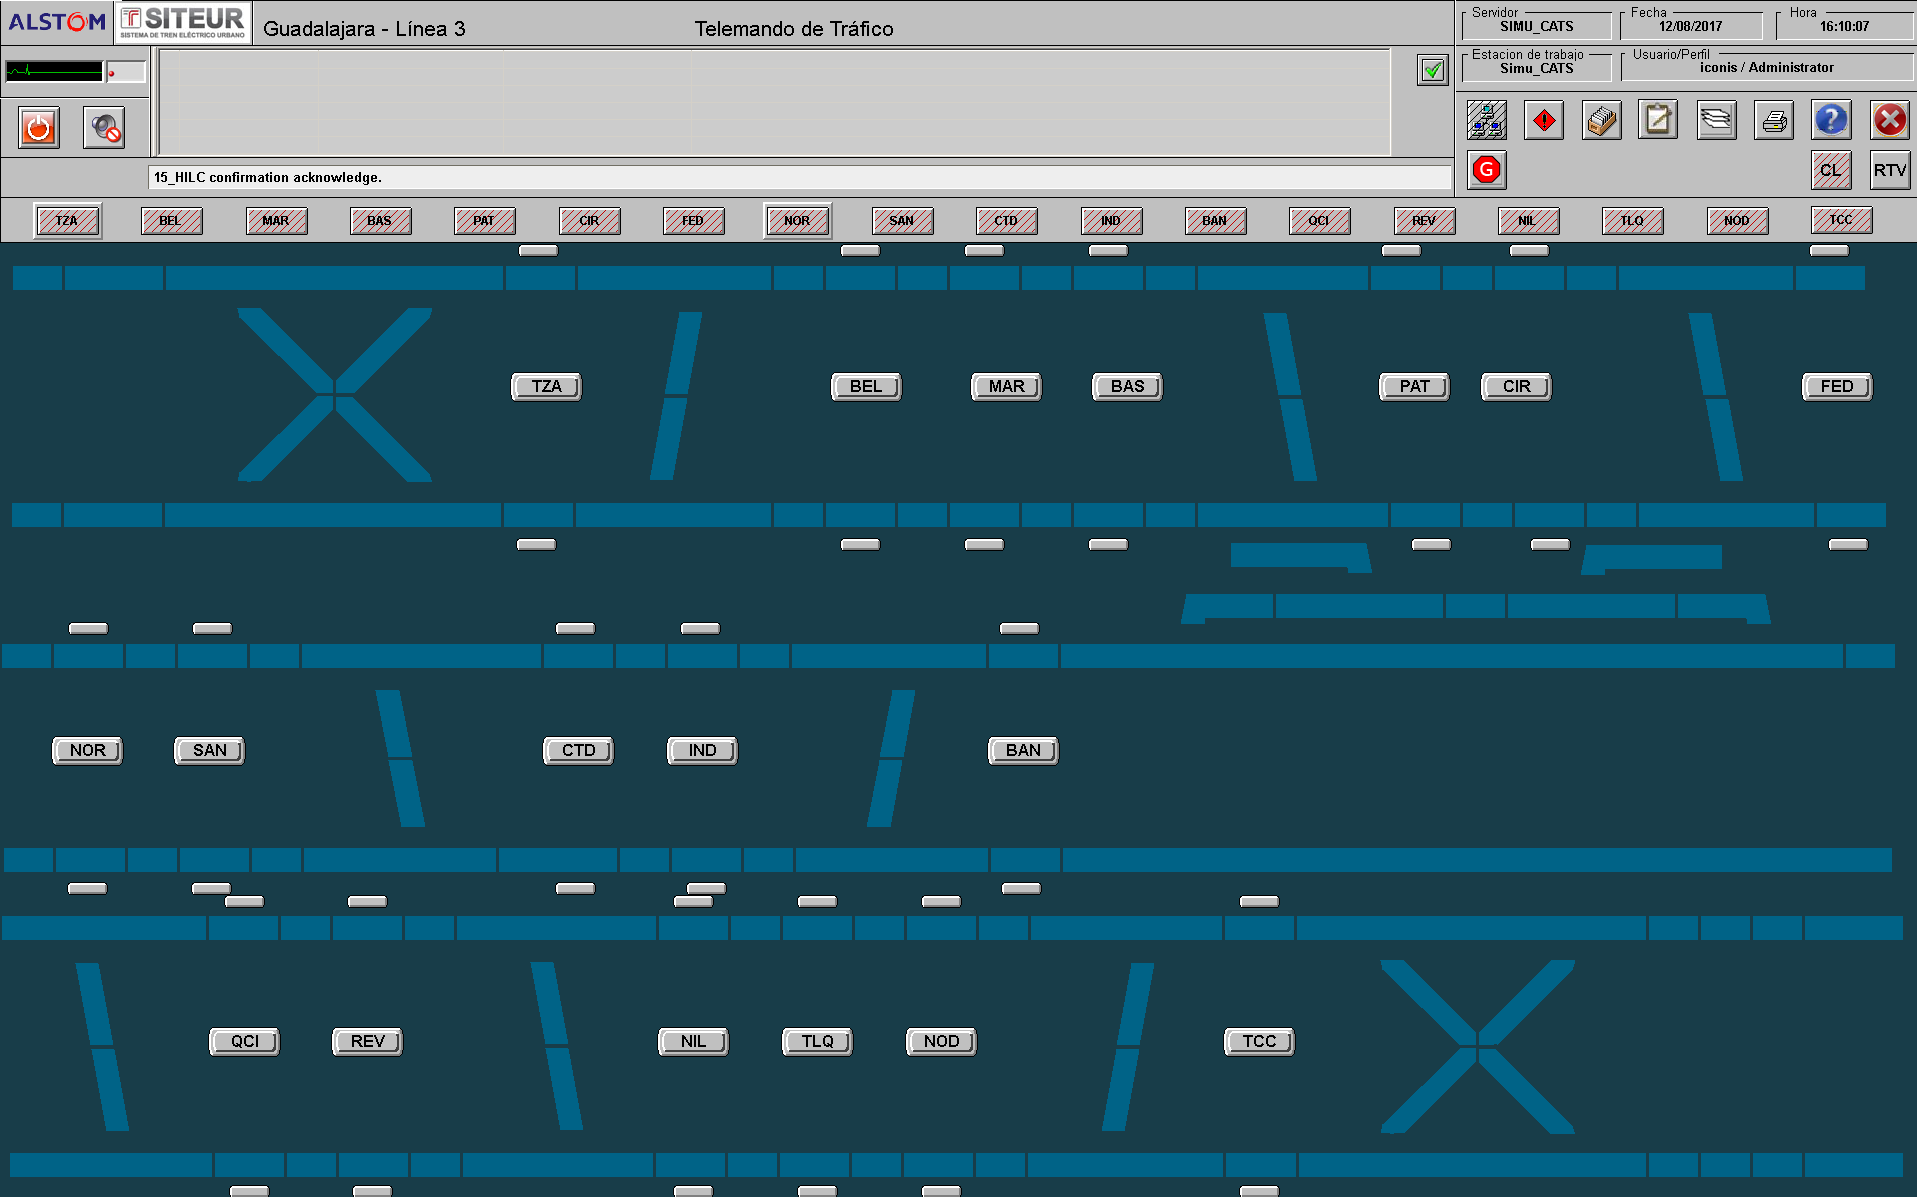 ALSTOM
SITEUR
SISTEMA DE TREN ELÉCTRICO URBANO
Guadalajara - Línea 3
Telemando de Tráfico
Servidor
SIMU_CATS
Fecha
12/08/2017
Hora
16:10:07
Estacion de trabajo
Simu_CATS
Usuario/Perfil
iconis / Administrator
G
CL
RTV
15_HILC confirmation acknowledge.
TZA BEL MAR BAS PAT CIR FED NOR SAN CTD IND BAN QCI REV NIL TLQ NOD TCC
TZA BEL MAR BAS PAT CIR FED
NOR SAN CTD IND BAN
QCI REV NIL TLQ NOD TCC